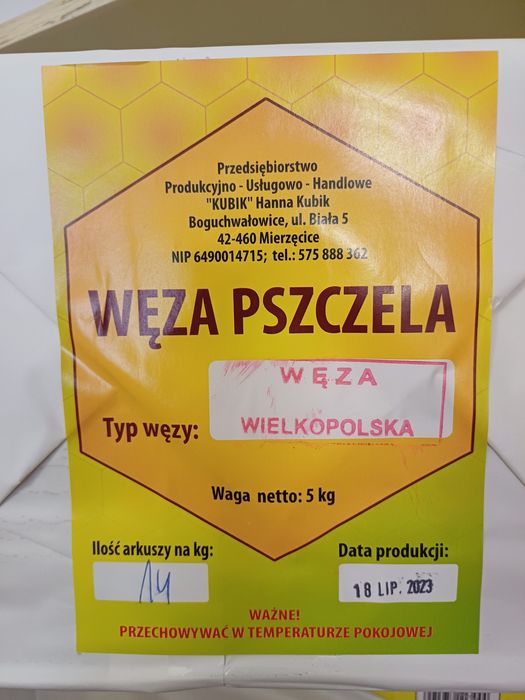 Przedsiębiorstwo
Produkcyjno - Usługowo - Handlowe
"KUBIK" Hanna Kubik
Boguchwałowice, ul. Biała 5
42-460 Mierzęcice
NIP 6490014715; tel.: 575 888 362
WĘZA PSZCZELA
WĘZA
Typ węzy: WIELKOPOLSKA
Waga netto: 5 kg
Ilość arkuszy na kg: Data produkcji:
14 18 LIP. 2023
WAŻNE!
PRZECHOWYWAĆ W TEMPERATURZE POKOJOWEJ